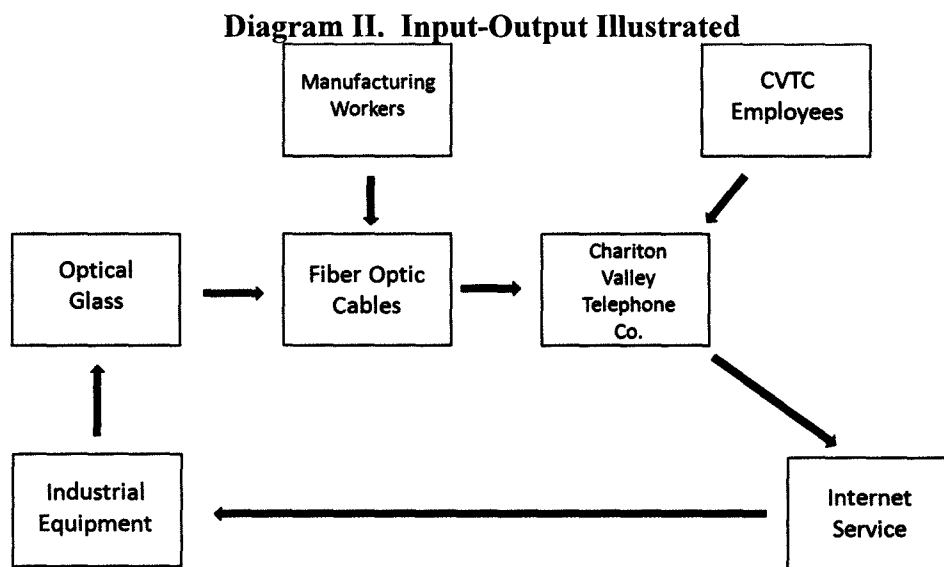 Diagram II. Input-Output Illustrated
Manufacturing
Workers
CVTC
Employees
Optical
Glass
Fiber Optic
Cables
Chariton
Valley
Telephone
Co.
Industrial
Equipment
Internet
Service